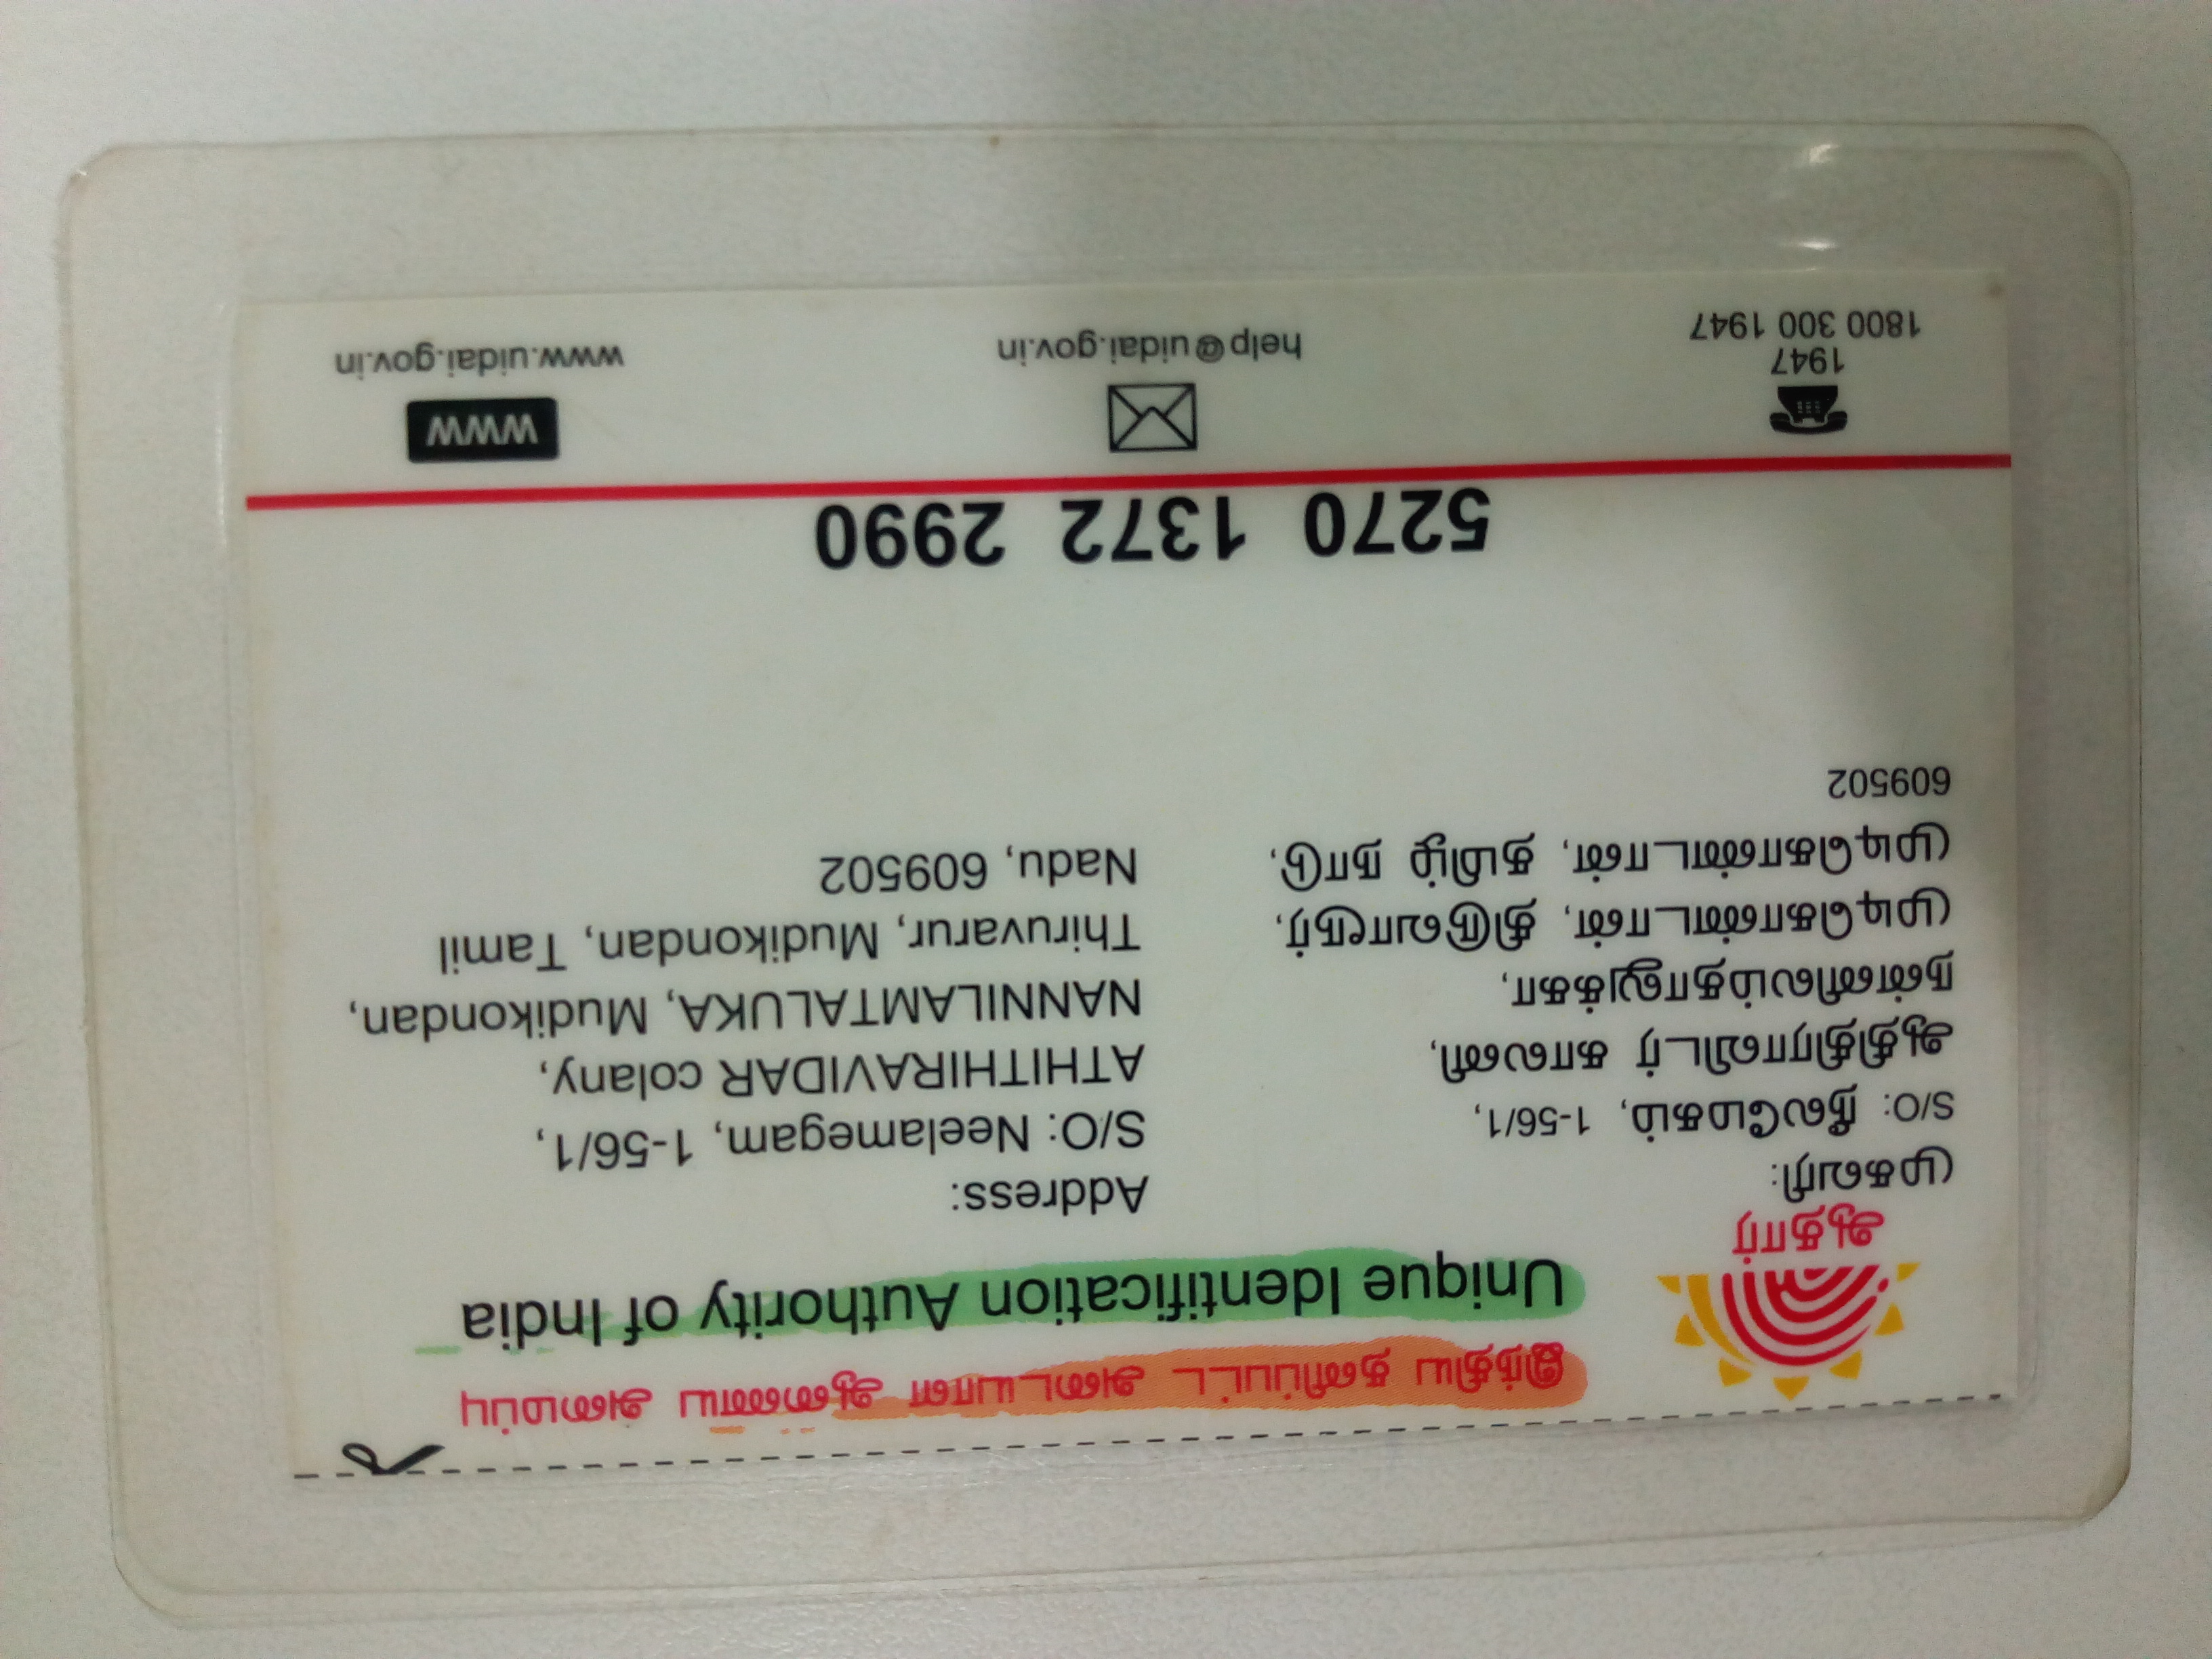 இந்திய தனிப்பட்ட அடையாள ஆணைய அமைப்பு
Unique Identification Authority of India
ஆதார்
முகவரி:
S/O: நீலமேகம், 1-56/1,
ஆதிதிராவிடர் காலனி,
நன்னிலம்தாலுக்கா,
முடிகொண்டான், திருவாரூர்,
முடிகொண்டான், தமிழ் நாடு,
609502
Address:
S/O: Neelamegam, 1-56/1,
ATHITHIRAVIDAR colany,
NANNILAMTALUKA, Mudikondan,
Thiruvarur, Mudikondan, Tamil
Nadu, 609502
5270 1372 2990
1947
1800 300 1947
help@uidai.gov.in
WWW
www.uidai.gov.in